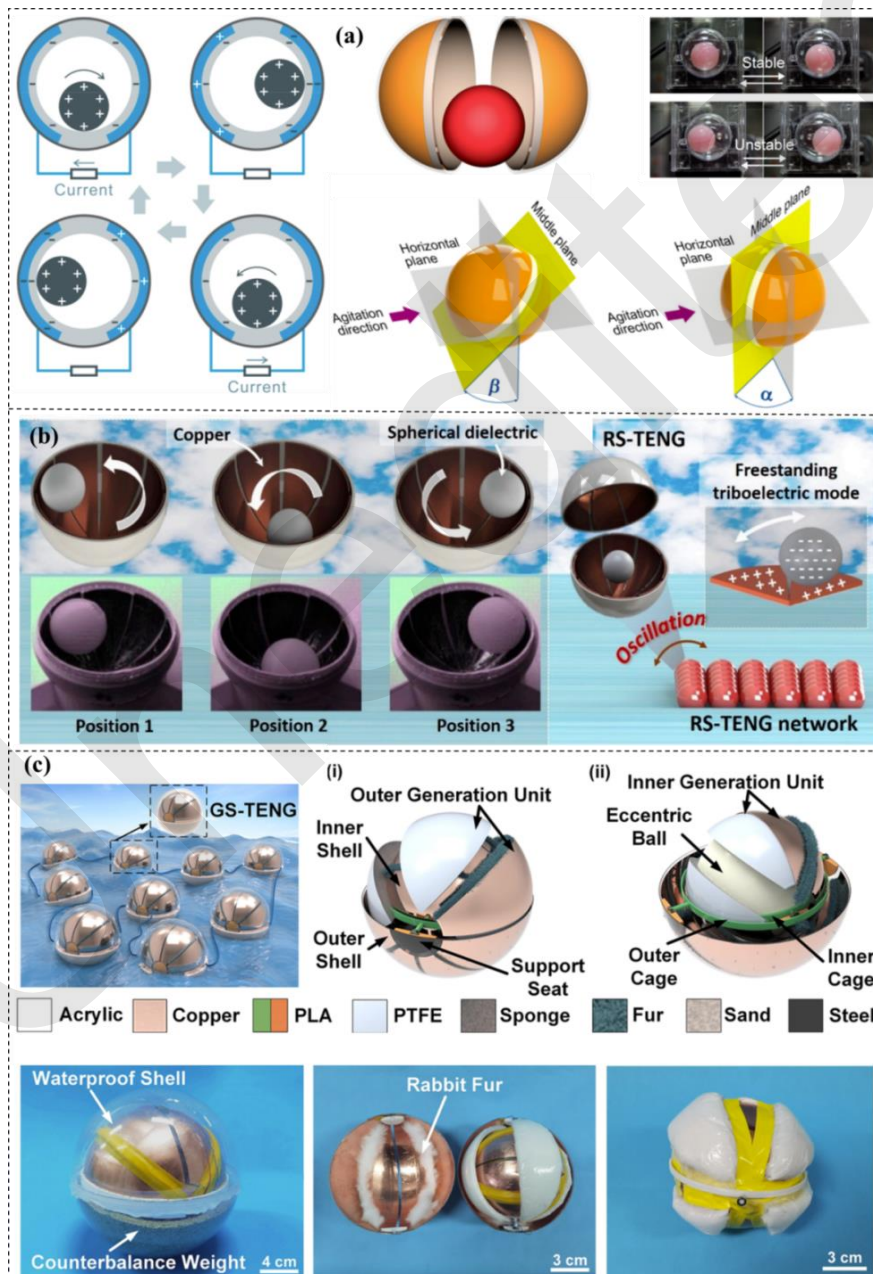 (a)
Current
Current
Stable
Unstable
Horizontal
plane
Middle plane
Agitation
direction
β
Horizontal
plane
Middle plane
Agitation
direction
α
(b)
Copper
Spherical dielectric
RS-TENG
Freestanding
triboelectric mode
Oscillation
Position 1
Position 2
Position 3
RS-TENG network
(c)
GS-TENG
(i)
Outer Generation Unit
Inner
Shell
Outer
Shell
Support
Seat
(ii)
Inner Generation Unit
Eccentric
Ball
Outer
Cage
Inner
Cage
Acrylic
Copper
PLA
PTFE
Sponge
Fur
Sand
Steel
Waterproof Shell
Counterbalance Weight
4 cm
Rabbit Fur
3 cm
3 cm